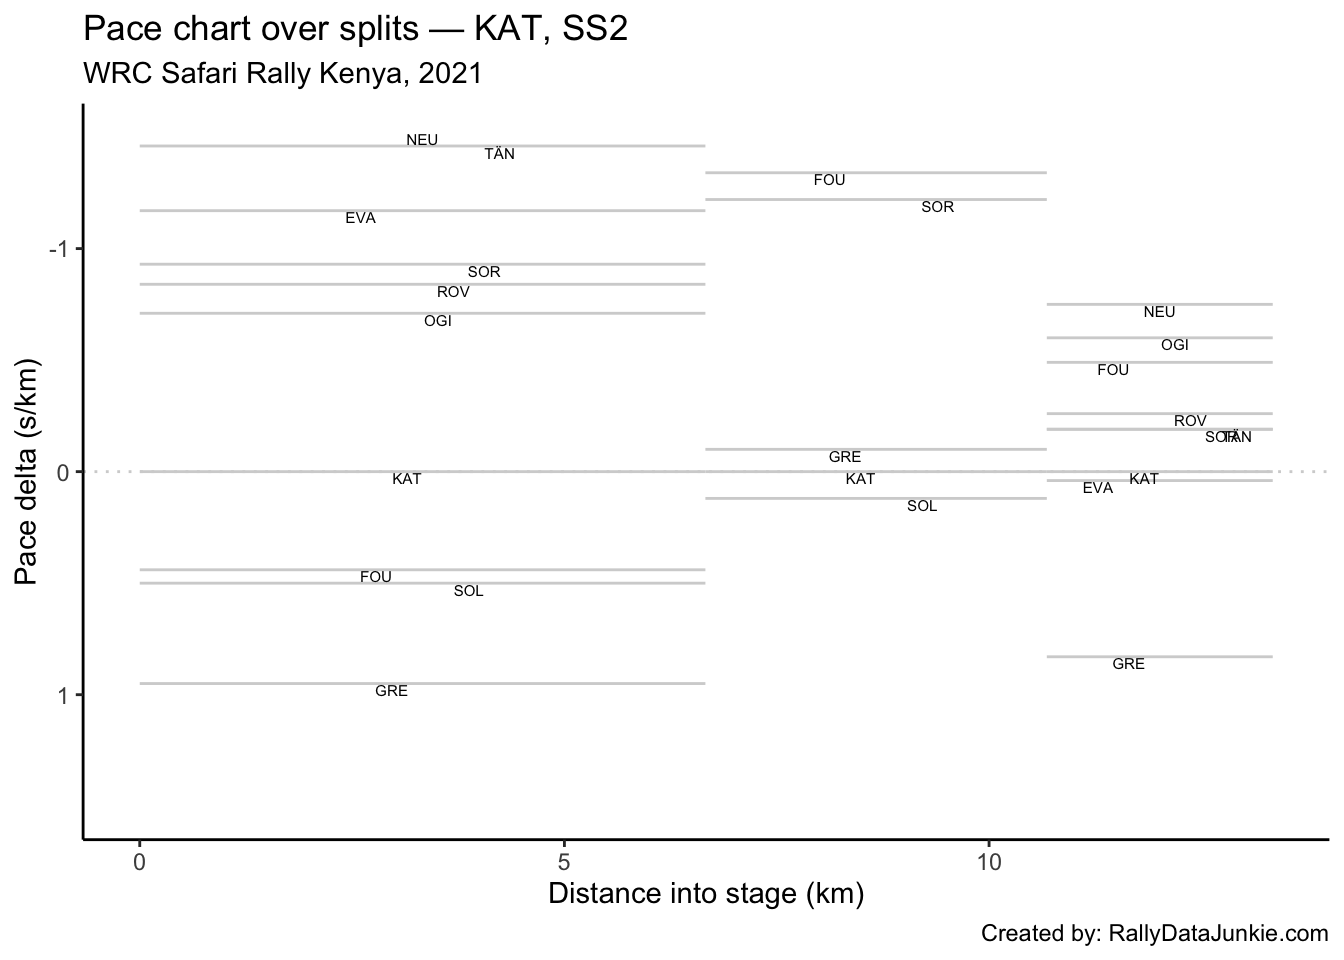 Pace chart over splits — KAT, SS2
WRC Safari Rally Kenya, 2021
NEU
TÄN
FOU
SOR
EVA
-1
SOR
ROV
OGI
NEU
OGI
FOU
ROV
SOR
TÄN
GRE
0
KAT
KAT
KAT
EVA
SOL
FOU
SOL
GRE
GRE
1
Pace delta (s/km)
0
5
10
Distance into stage (km)
Created by: RallyDataJunkie.com